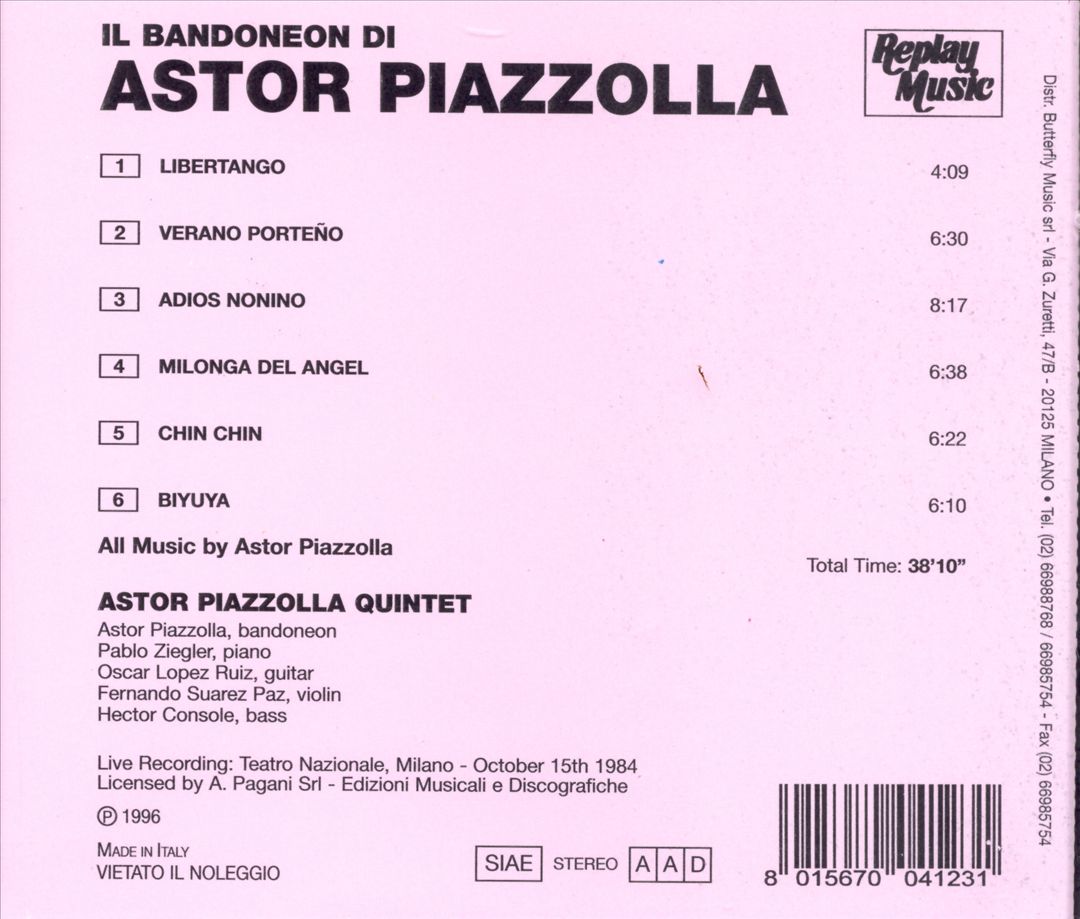 IL BANDONEON DI
ASTOR PIAZZOLLA
Replay
Music
1 LIBERTANGO 4:09
2 VERANO PORTEÑO 6:30
3 ADIOS NONINO 8:17
4 MILONGA DEL ANGEL 6:38
5 CHIN CHIN 6:22
6 BIYUYA 6:10
All Music by Astor Piazzolla
Total Time: 38’10”
ASTOR PIAZZOLLA QUINTET
Astor Piazzolla, bandoneon
Pablo Ziegler, piano
Oscar Lopez Ruiz, guitar
Fernando Suarez Paz, violin
Hector Console, bass
Live Recording: Teatro Nazionale, Milano - October 15th 1984
Licensed by A. Pagani Srl - Edizioni Musicali e Discografiche
℗ 1996
MADE IN ITALY
VIETATO IL NOLEGGIO
SIAE STEREO A A D
8 015670 041231
Distr. Butterfly Music srl - Via G. Zuretti, 47/B - 20125 MILANO • Tel. (02) 66988768 / 66985754 - Fax (02) 66985754